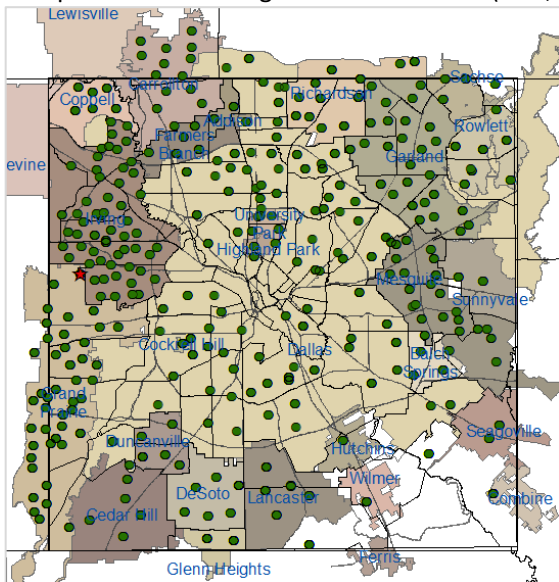 Lewisville
Carrollton
Sachse
Coppell
Richardson
Addison
Rowlett
Farmers
Branch
Garland
evine
Irving
University
Park
Highland Park
Mesquite
Sunnyvale
Cockrell Hill
Dallas
Balch
Springs
Grand
Prairie
Seagoville
Duncanville
Hutchins
DeSoto
Lancaster
Wilmer
Combine
Cedar Hill
Ferris
Glenn Heights